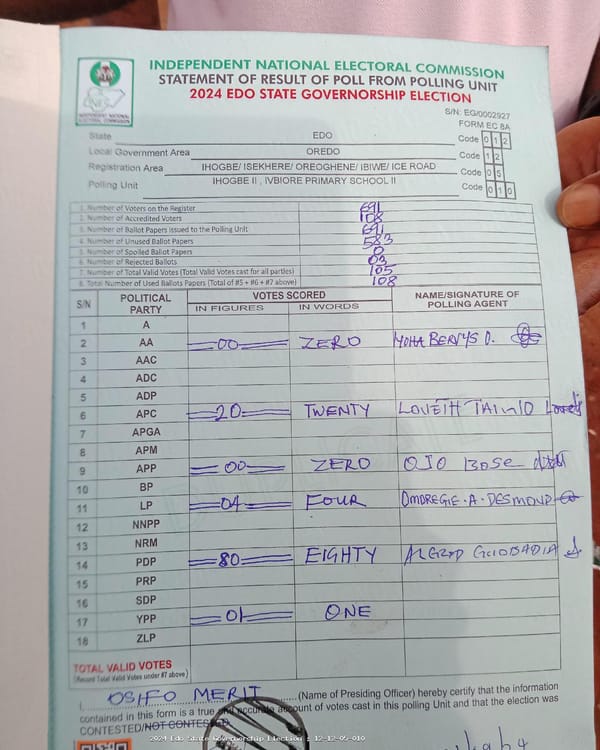 INDEPENDENT NATIONAL ELECTORAL COMMISSION
STATEMENT OF RESULT OF POLL FROM POLLING UNIT
2024 EDO STATE GOVERNORSHIP ELECTION
S/N: EG/0002927
FORM EC 8A
State EDO Code 0 1 2
Local Government Area OREDO Code 1 2
Registration Area IHOGBE/ ISEKHERE/ OREOGHENE/ IBIWE/ ICE ROAD Code 0 5
Polling Unit IHOGBE II , IVBIORE PRIMARY SCHOOL II Code 0 1 0
1. Number of Voters on the Register 691
2. Number of Accredited Voters 108
3. Number of Ballot Papers Issued to the Polling Unit 691
4. Number of Unused Ballot Papers 583
5. Number of Spoiled Ballot Papers 0
6. Number of Rejected Ballots 03
7. Number of Total Valid Votes (Total Valid Votes cast for all parties) 105
8. Total Number of Used Ballots Papers (Total of #5 + #6 + #7 above) 108
S/N POLITICAL PARTY VOTES SCORED NAME/SIGNATURE OF POLLING AGENT
IN FIGURES IN WORDS
1 A
2 AA 00 ZERO
3 AAC
4 ADC
5 ADP
6 APC 20 TWENTY LOVETH
7 APGA
8 APM
9 APP 00 ZERO OJO BOSE
10 BP
11 LP 04 FOUR OMOREGIE. A. DESMOND
12 NNPP
13 NRM
14 PDP 80 EIGHTY
15 PRP
16 SDP
17 YPP 01 ONE
18 ZLP
TOTAL VALID VOTES
(Record Total Valid Votes under #7 above)
I, OSIFO MERIT (Name of Presiding Officer) hereby certify that the information
contained in this form is a true and accurate account of votes cast in this polling Unit and that the election was
CONTESTED/NOT CONTESTED.
2024 Edo State Governorship Election : 12-12-05-010